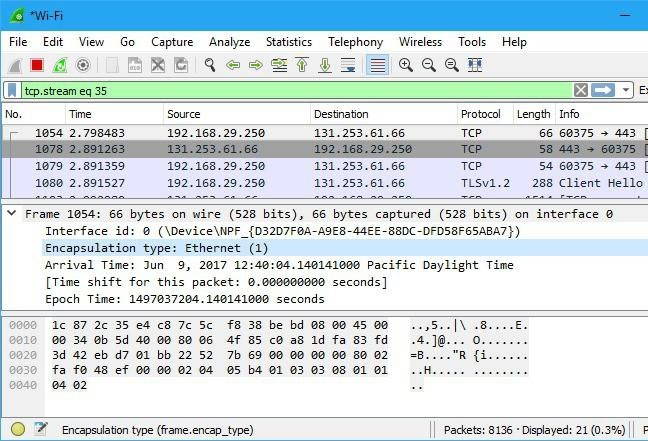 *Wi-Fi
File Edit View Go Capture Analyze Statistics Telephony Wireless Tools Help
tcp.stream eq 35
No. Time Source Destination Protocol Length Info
1054 2.798483 192.168.29.250 131.253.61.66 TCP 66 60375 → 443 [
1078 2.891263 131.253.61.66 192.168.29.250 TCP 58 443 → 60375 [
1079 2.891359 192.168.29.250 131.253.61.66 TCP 54 60375 → 443 [
1080 2.891527 192.168.29.250 131.253.61.66 TLSv1.2 288 Client Hello
Frame 1054: 66 bytes on wire (528 bits), 66 bytes captured (528 bits) on interface 0
Interface id: 0 (\Device\NPF_{D32D7F0A-A9E8-44EE-88DC-DFD58F65ABA7})
Encapsulation type: Ethernet (1)
Arrival Time: Jun 9, 2017 12:40:04.140141000 Pacific Daylight Time
[Time shift for this packet: 0.000000000 seconds]
Epoch Time: 1497037204.140141000 seconds
0000 1c 87 2c 35 e4 c8 7c 5c f8 38 be bd 08 00 45 00 ..,5..|\ .8....E.
0010 00 34 0b 5d 40 00 80 06 4f 85 c0 a8 1d fa 83 fd .4.]@... O.......
0020 3d 42 eb d7 01 bb 22 52 7b 69 00 00 00 00 80 02 =B...."R {i......
0030 fa f0 48 ef 00 00 02 04 05 b4 01 03 03 08 01 01 ..H..... ........
0040 04 02 ..
Encapsulation type (frame.encap_type) Packets: 8136 · Displayed: 21 (0.3%)